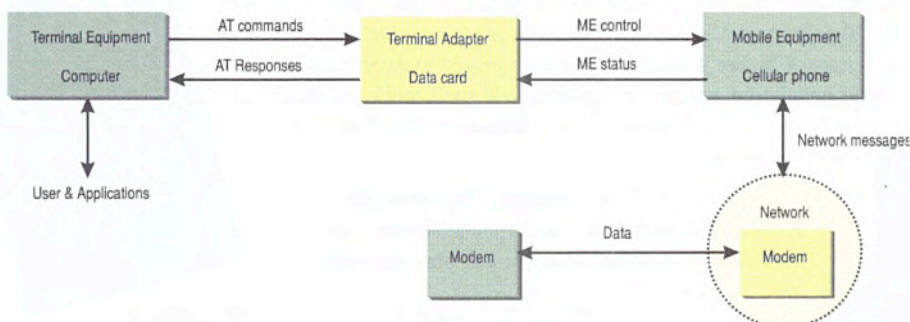 Terminal Equipment
Computer
AT commands
AT Responses
Terminal Adapter
Data card
ME control
ME status
Mobile Equipment
Cellular phone
User & Applications
Network messages
Network
Modem
Data
Modem